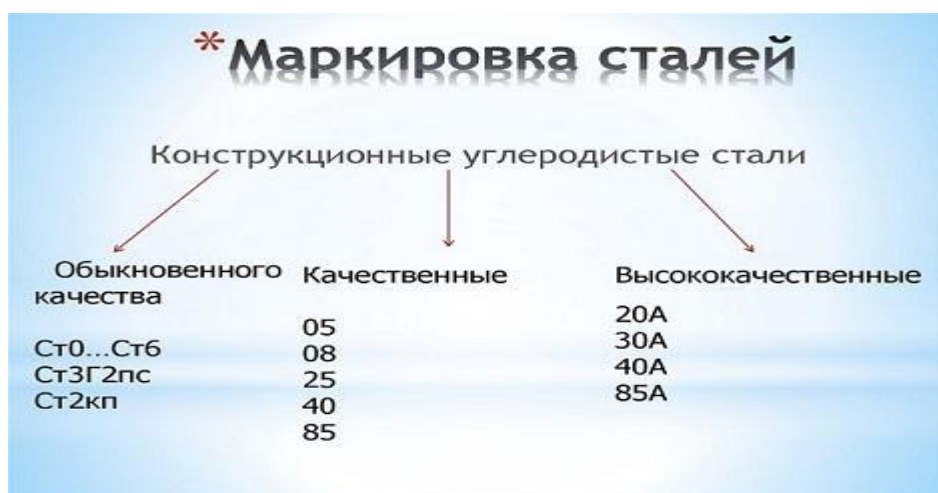 *Маркировка сталей
Конструкционные углеродистые стали
Обыкновенного
качества
Ст0...Ст6
Ст3Г2пс
Ст2кп
Качественные
05
08
25
40
85
Высококачественные
20А
30А
40А
85А